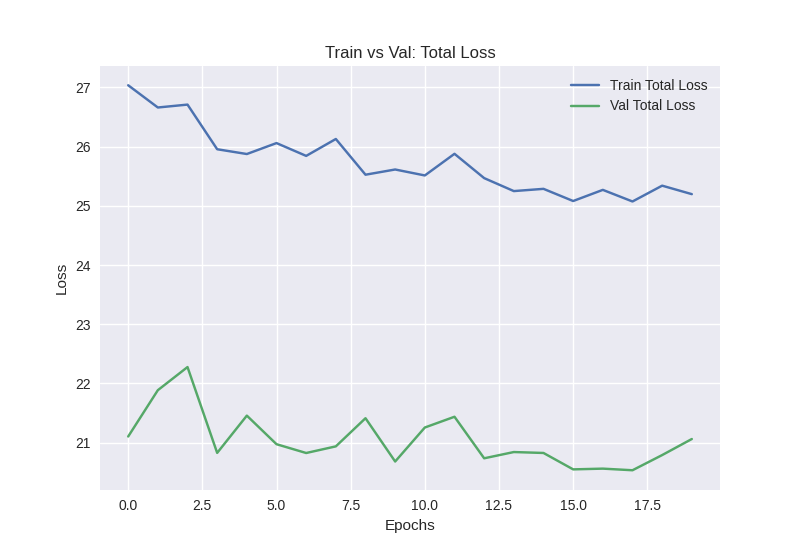 Train vs Val: Total Loss
Train Total Loss
Val Total Loss
27
26
25
24
23
22
21
Loss
0.0 2.5 5.0 7.5 10.0 12.5 15.0 17.5
Epochs